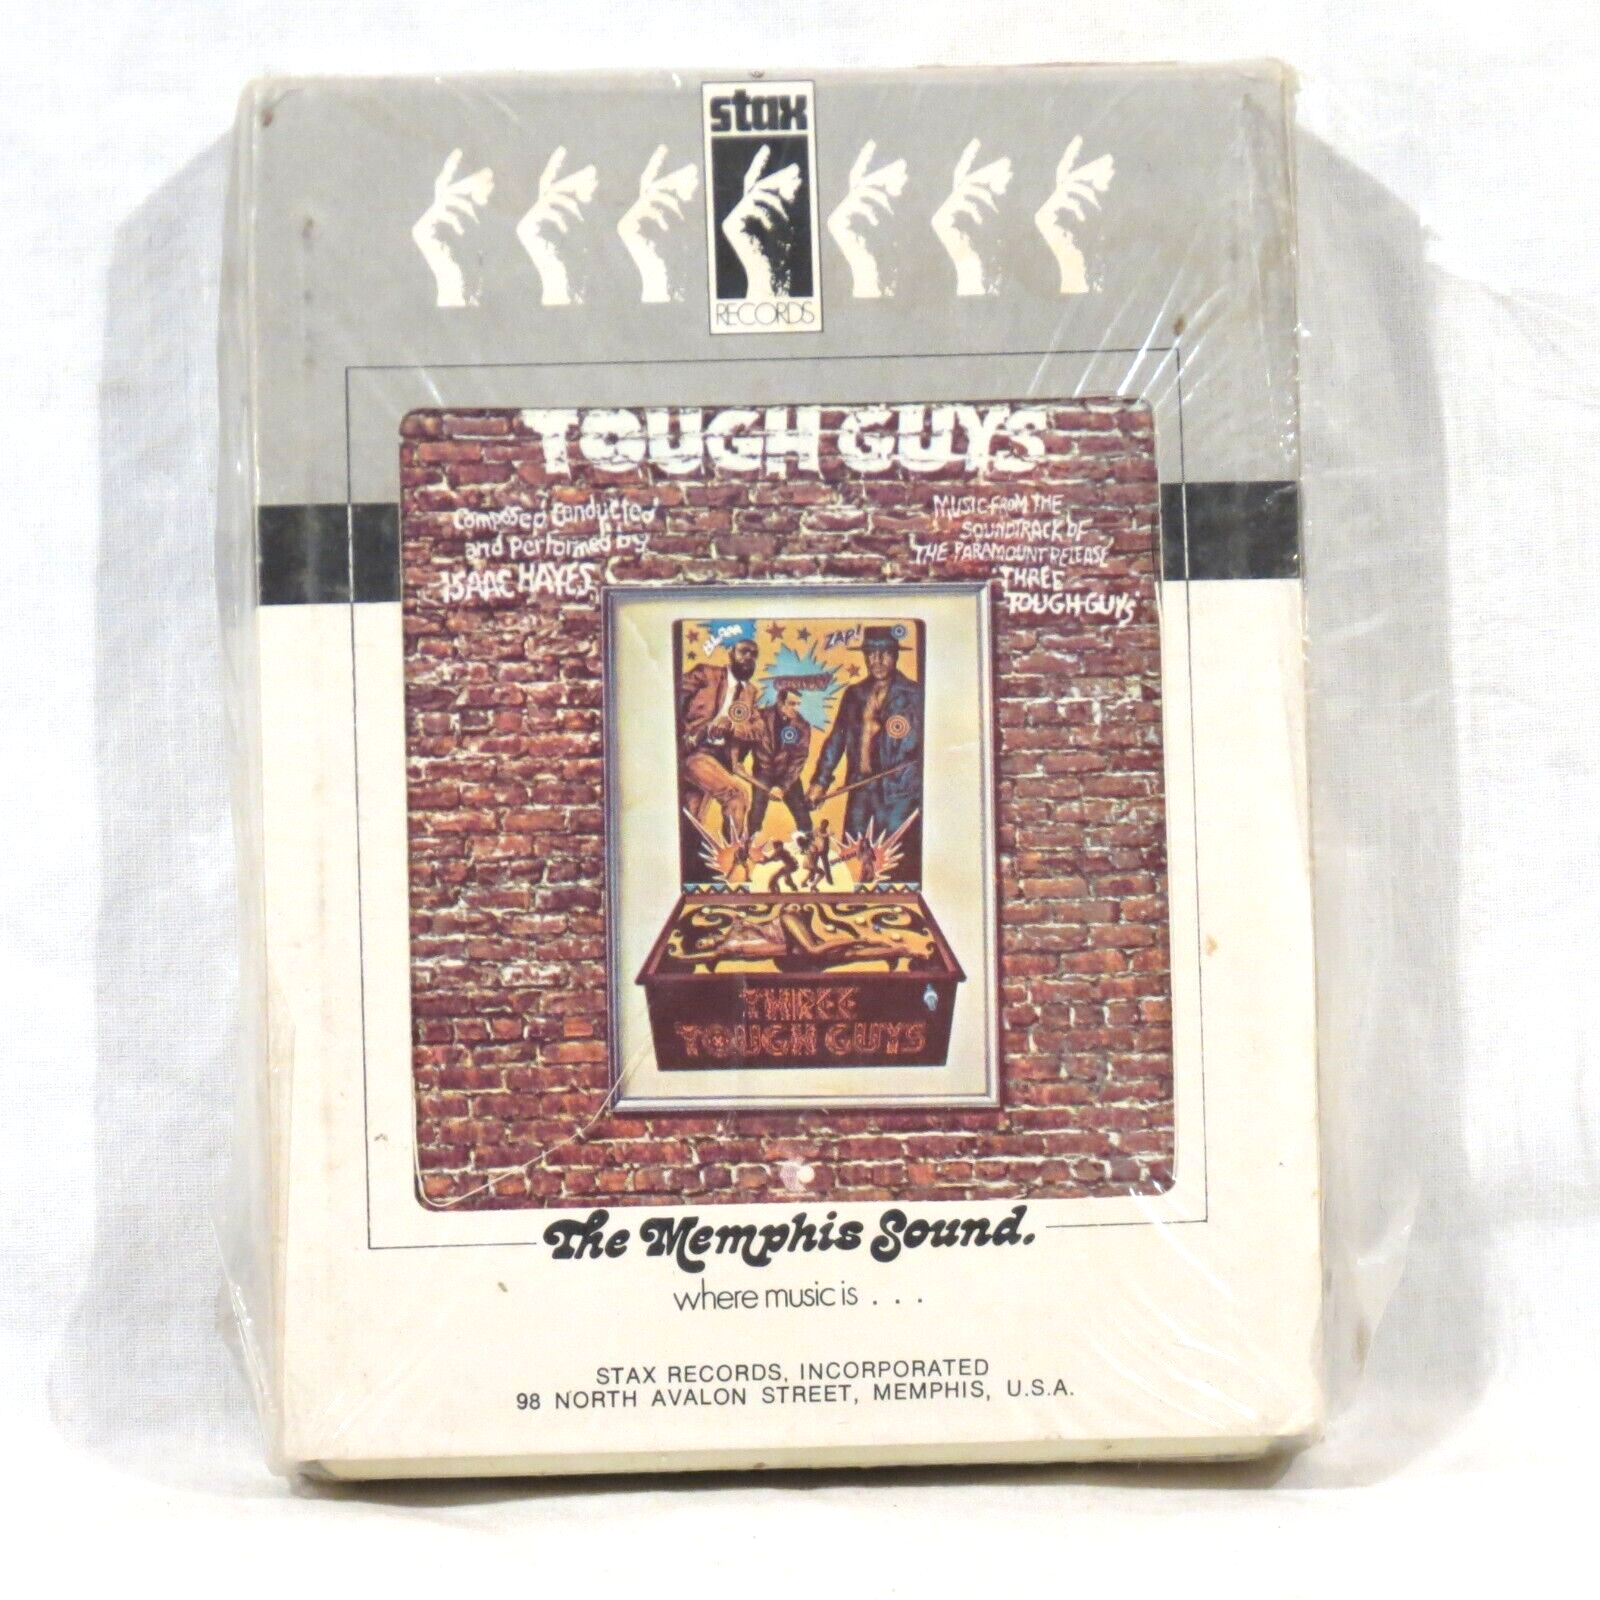 stax
RECORDS
TOUGH GUYS
Composed Conducted
and Performed by
ISAAC HAYES
MUSIC FROM THE
SOUNDTRACK OF
THE PARAMOUNT RELEASE
'THREE
TOUGH GUYS'
ZAP!
THREE
TOUGH GUYS
The Memphis Sound.
where music is . . .
STAX RECORDS, INCORPORATED
98 NORTH AVALON STREET, MEMPHIS, U.S.A.